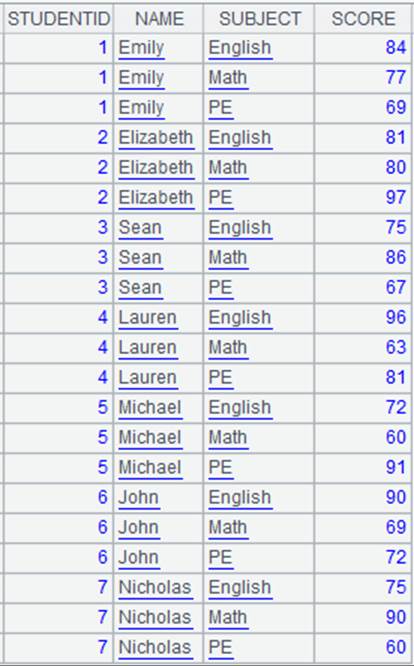 STUDENTID NAME SUBJECT SCORE
1 Emily English 84
1 Emily Math 77
1 Emily PE 69
2 Elizabeth English 81
2 Elizabeth Math 80
2 Elizabeth PE 97
3 Sean English 75
3 Sean Math 86
3 Sean PE 67
4 Lauren English 96
4 Lauren Math 63
4 Lauren PE 81
5 Michael English 72
5 Michael Math 60
5 Michael PE 91
6 John English 90
6 John Math 69
6 John PE 72
7 Nicholas English 75
7 Nicholas Math 90
7 Nicholas PE 60